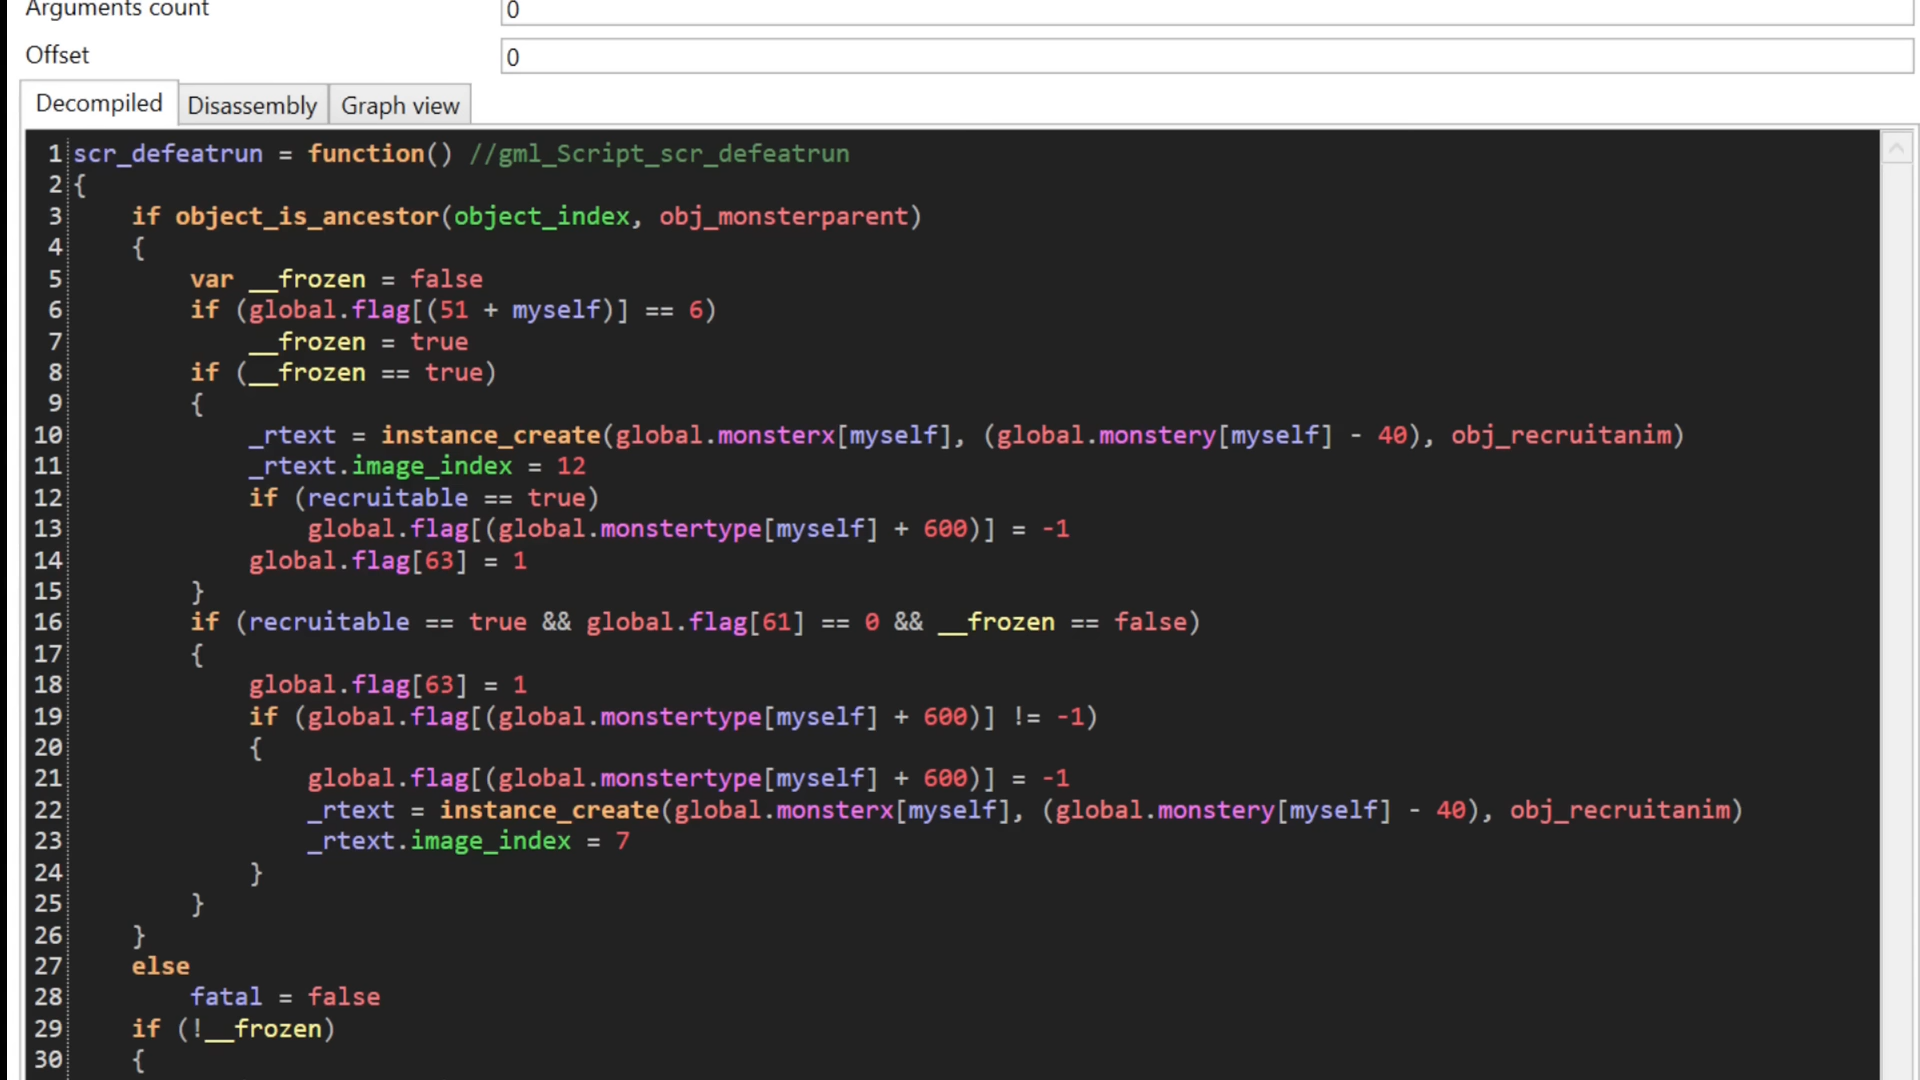 Arguments count 0
Offset 0
Decompiled Disassembly Graph view
1 scr_defeatrun = function() //gml_Script_scr_defeatrun
2 {
3     if object_is_ancestor(object_index, obj_monsterparent)
4     {
5         var __frozen = false
6         if (global.flag[(51 + myself)] == 6)
7             __frozen = true
8         if (__frozen == true)
9         {
10             _rtext = instance_create(global.monsterx[myself], (global.monstery[myself] - 40), obj_recruitanim)
11             _rtext.image_index = 12
12             if (recruitable == true)
13                 global.flag[(global.monstertype[myself] + 600)] = -1
14             global.flag[63] = 1
15         }
16         if (recruitable == true && global.flag[61] == 0 && __frozen == false)
17         {
18             global.flag[63] = 1
19             if (global.flag[(global.monstertype[myself] + 600)] != -1)
20             {
21                 global.flag[(global.monstertype[myself] + 600)] = -1
22                 _rtext = instance_create(global.monsterx[myself], (global.monstery[myself] - 40), obj_recruitanim)
23                 _rtext.image_index = 7
24             }
25         }
26     }
27     else
28         fatal = false
29     if (!__frozen)
30     {